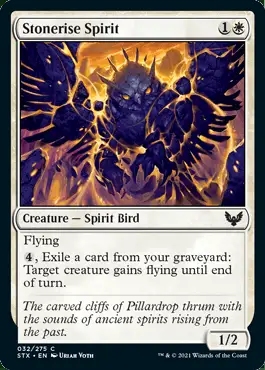 Stonerise Spirit 1
Creature — Spirit Bird
Flying
4, Exile a card from your graveyard:
Target creature gains flying until end
of turn.
The carved cliffs of Pillardrop thrum with
the sounds of ancient spirits rising from
the past.
1/2
032/275 C
STX • EN Uriah Voth
™ & © 2021 Wizards of the Coast